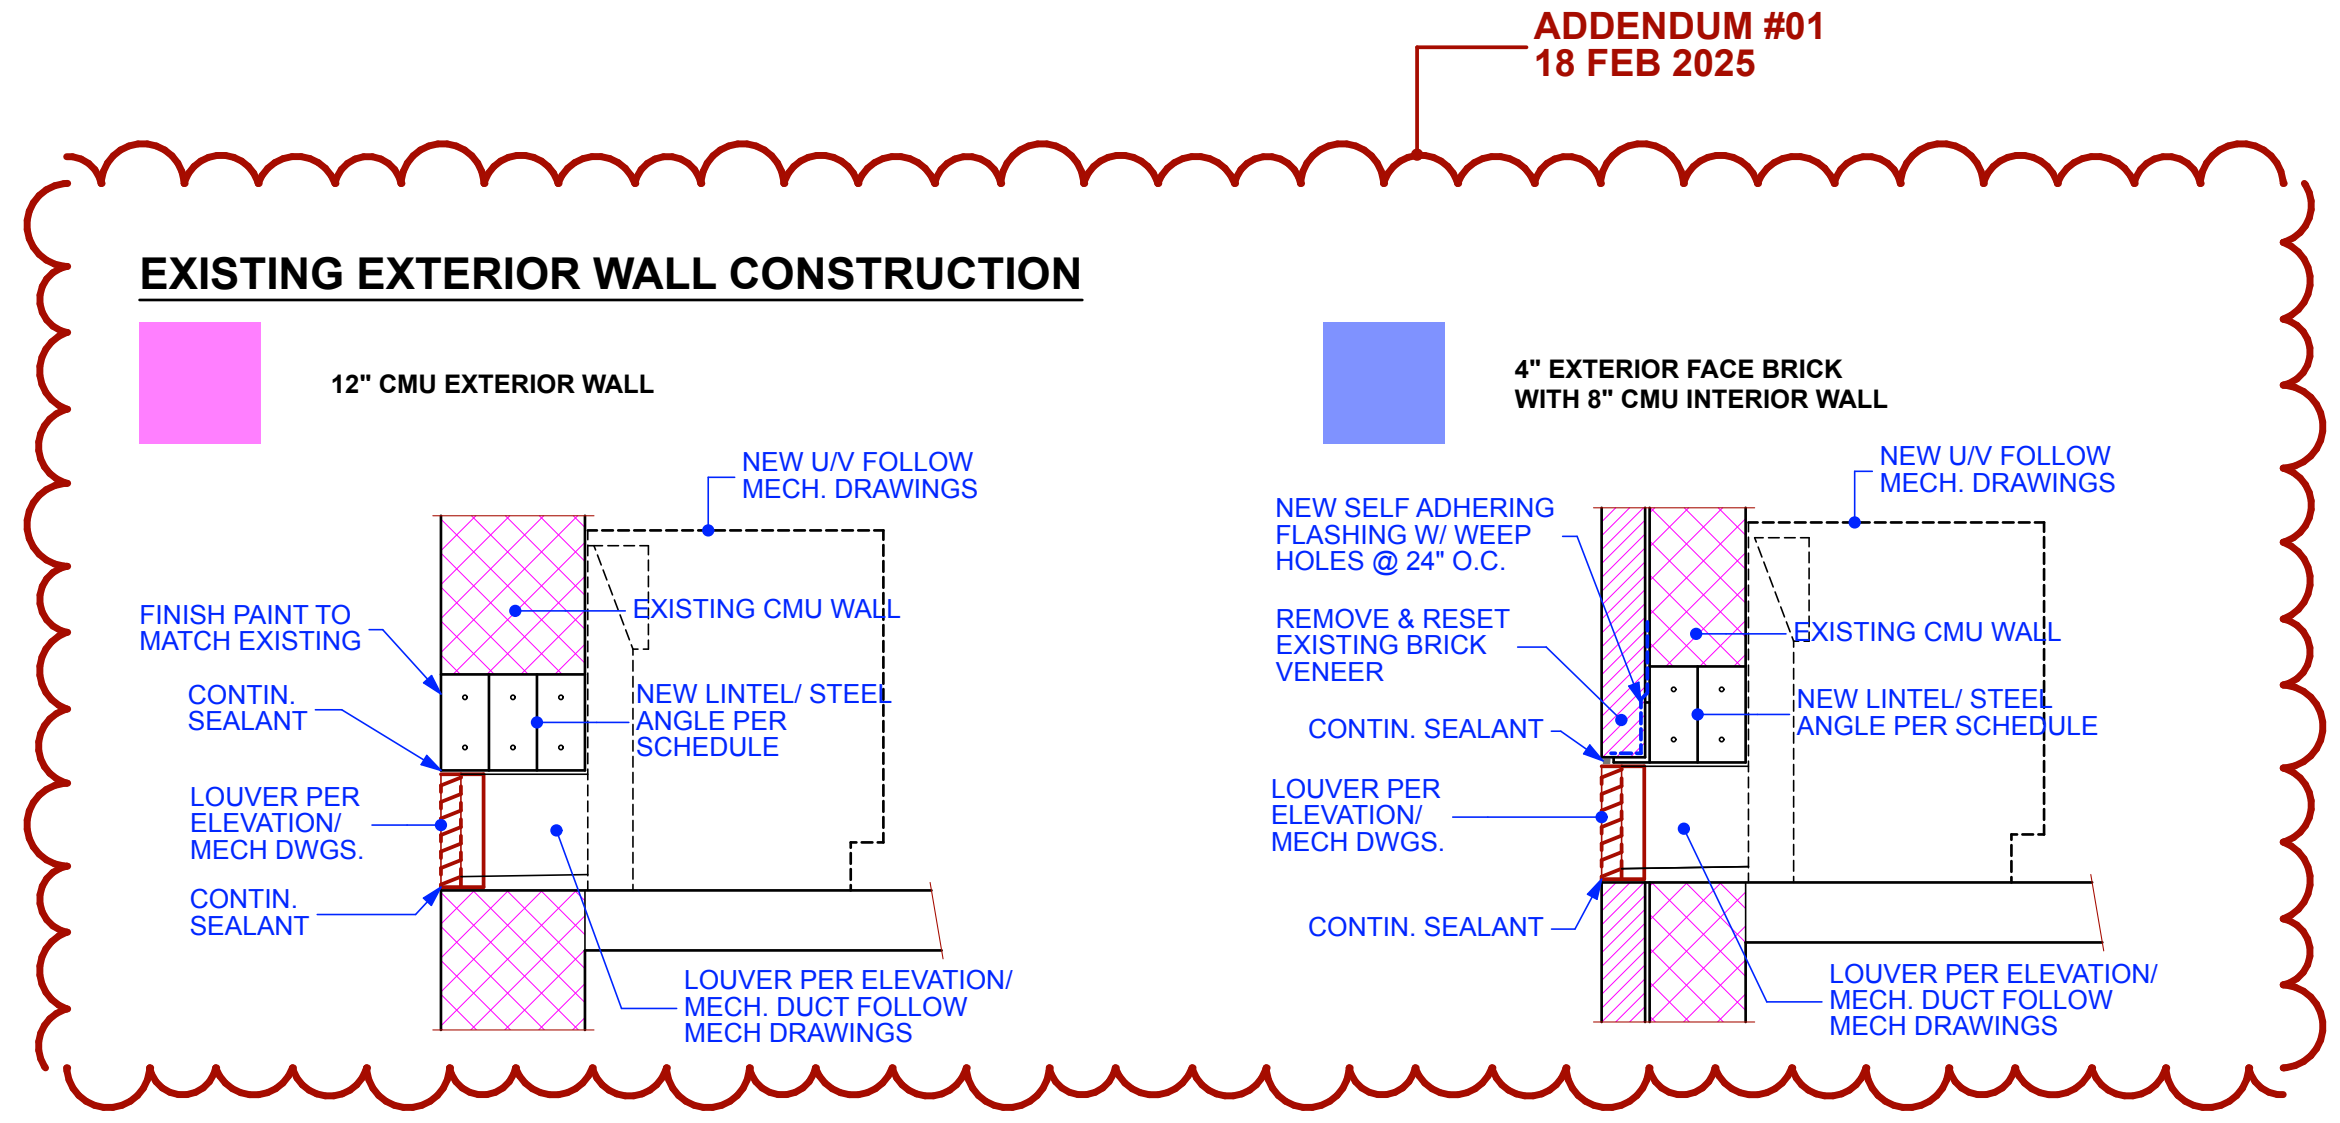 ADDENDUM #01
18 FEB 2025
EXISTING EXTERIOR WALL CONSTRUCTION
12" CMU EXTERIOR WALL
NEW U/V FOLLOW
MECH. DRAWINGS
FINISH PAINT TO
MATCH EXISTING
EXISTING CMU WALL
CONTIN.
SEALANT
NEW LINTEL/ STEEL
ANGLE PER
SCHEDULE
LOUVER PER
ELEVATION/
MECH DWGS.
CONTIN.
SEALANT
LOUVER PER ELEVATION/
MECH. DUCT FOLLOW
MECH DRAWINGS
4" EXTERIOR FACE BRICK
WITH 8" CMU INTERIOR WALL
NEW U/V FOLLOW
MECH. DRAWINGS
NEW SELF ADHERING
FLASHING W/ WEEP
HOLES @ 24" O.C.
REMOVE & RESET
EXISTING BRICK
VENEER
EXISTING CMU WALL
CONTIN. SEALANT
NEW LINTEL/ STEEL
ANGLE PER SCHEDULE
LOUVER PER
ELEVATION/
MECH DWGS.
CONTIN. SEALANT
LOUVER PER ELEVATION/
MECH. DUCT FOLLOW
MECH DRAWINGS